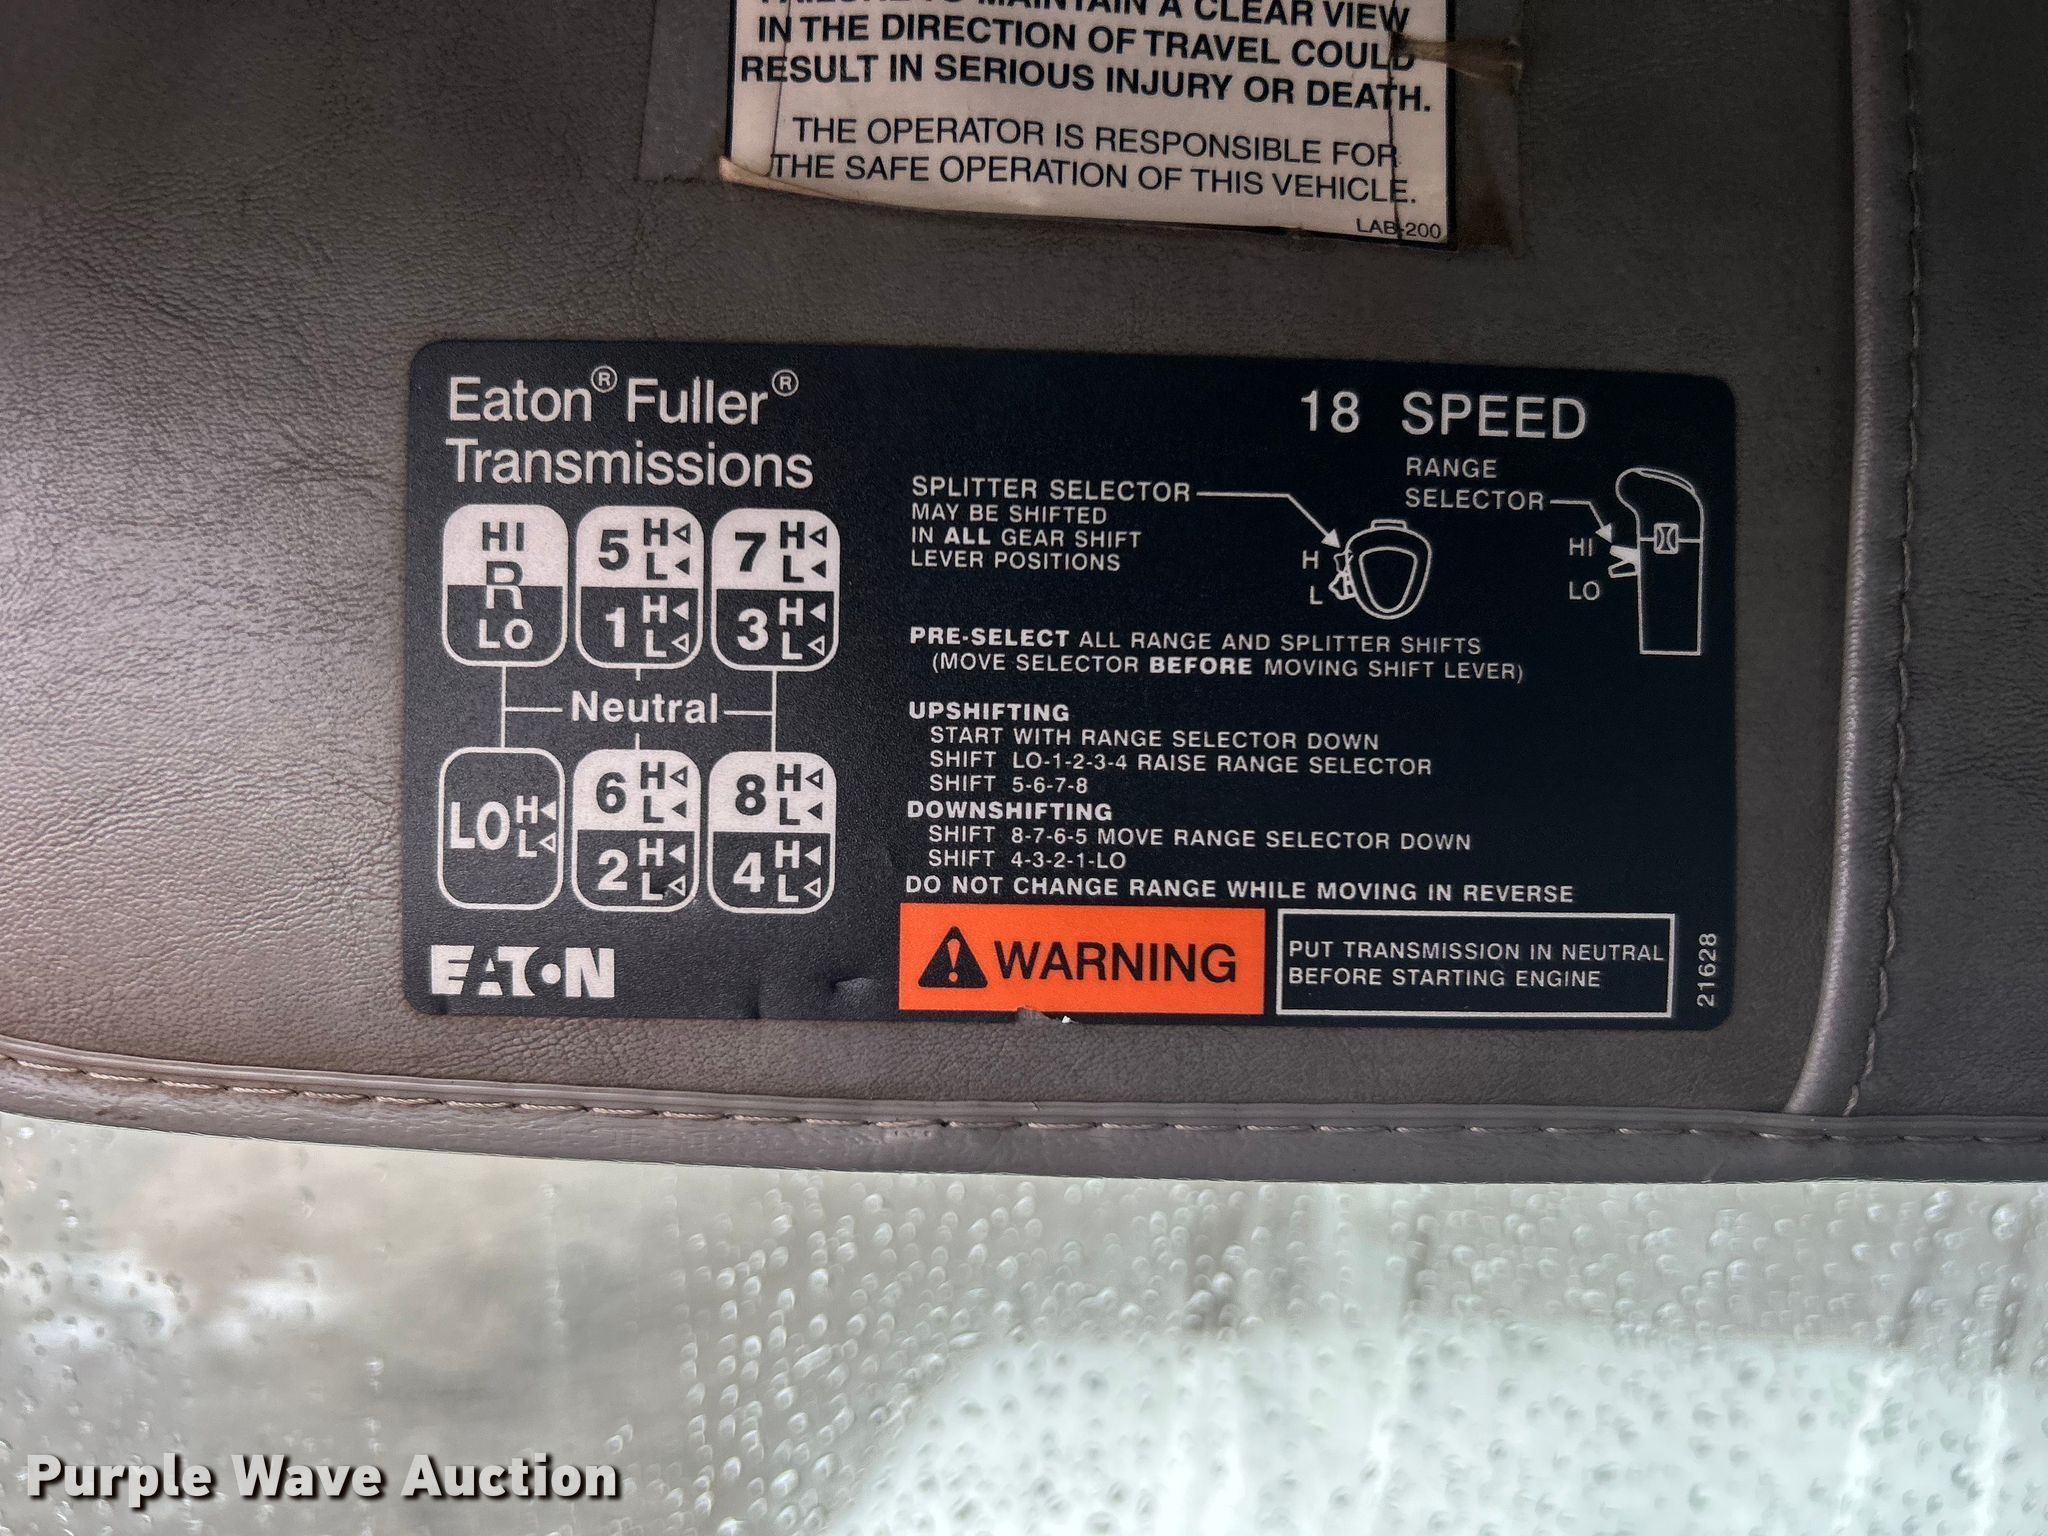 FAILURE TO MAINTAIN A CLEAR VIEW
IN THE DIRECTION OF TRAVEL COULD
RESULT IN SERIOUS INJURY OR DEATH.
THE OPERATOR IS RESPONSIBLE FOR
THE SAFE OPERATION OF THIS VEHICLE.
LAB-200
Eaton® Fuller®
Transmissions
18 SPEED
HI
R
LO
5 H L
1 H L
7 H L
3 H L
Neutral
LO H L
6 H L
2 H L
8 H L
4 H L
EATON
SPLITTER SELECTOR
MAY BE SHIFTED
IN ALL GEAR SHIFT
LEVER POSITIONS
H
L
RANGE
SELECTOR
HI
LO
PRE-SELECT ALL RANGE AND SPLITTER SHIFTS
(MOVE SELECTOR BEFORE MOVING SHIFT LEVER)
UPSHIFTING
START WITH RANGE SELECTOR DOWN
SHIFT LO-1-2-3-4 RAISE RANGE SELECTOR
SHIFT 5-6-7-8
DOWNSHIFTING
SHIFT 8-7-6-5 MOVE RANGE SELECTOR DOWN
SHIFT 4-3-2-1-LO
DO NOT CHANGE RANGE WHILE MOVING IN REVERSE
WARNING
PUT TRANSMISSION IN NEUTRAL
BEFORE STARTING ENGINE
21628
Purple Wave Auction